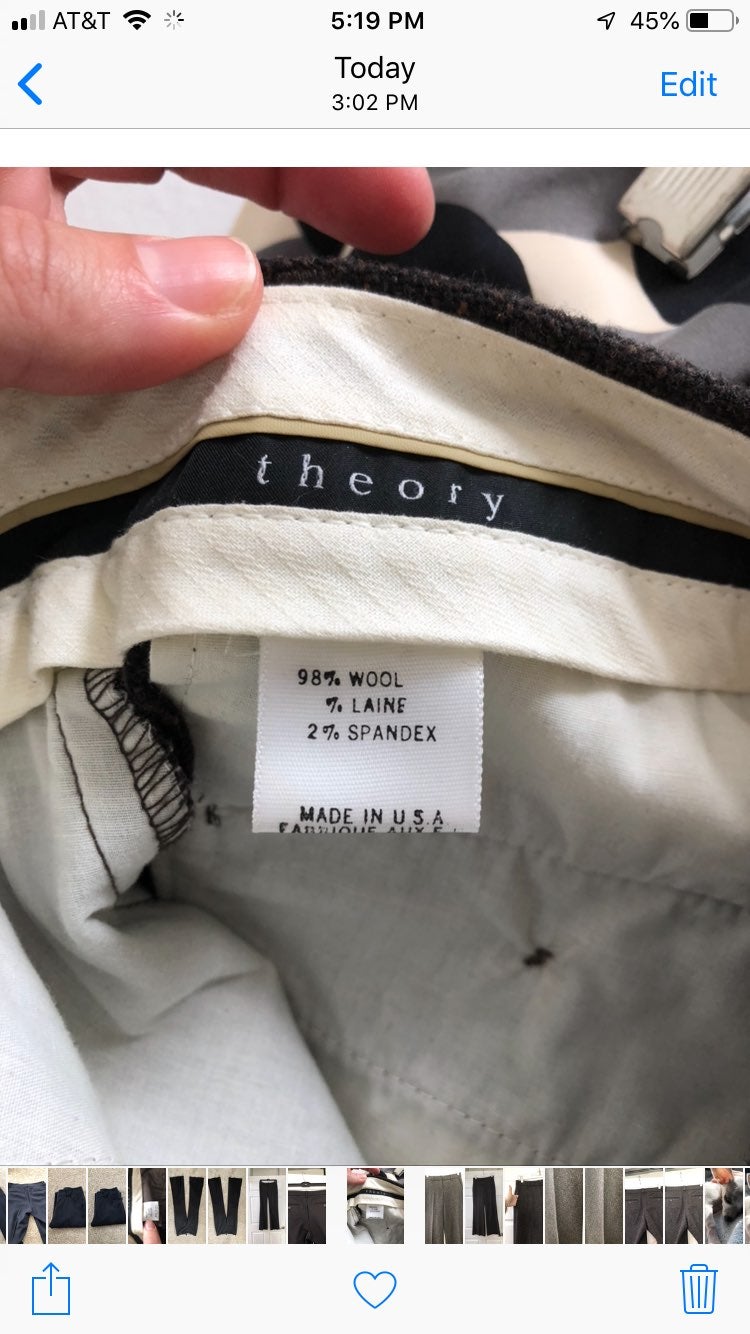 AT&T
5:19 PM
45%
Today
3:02 PM
Edit
theory
98% WOOL
% LAINE
2% SPANDEX
MADE IN U.S.A